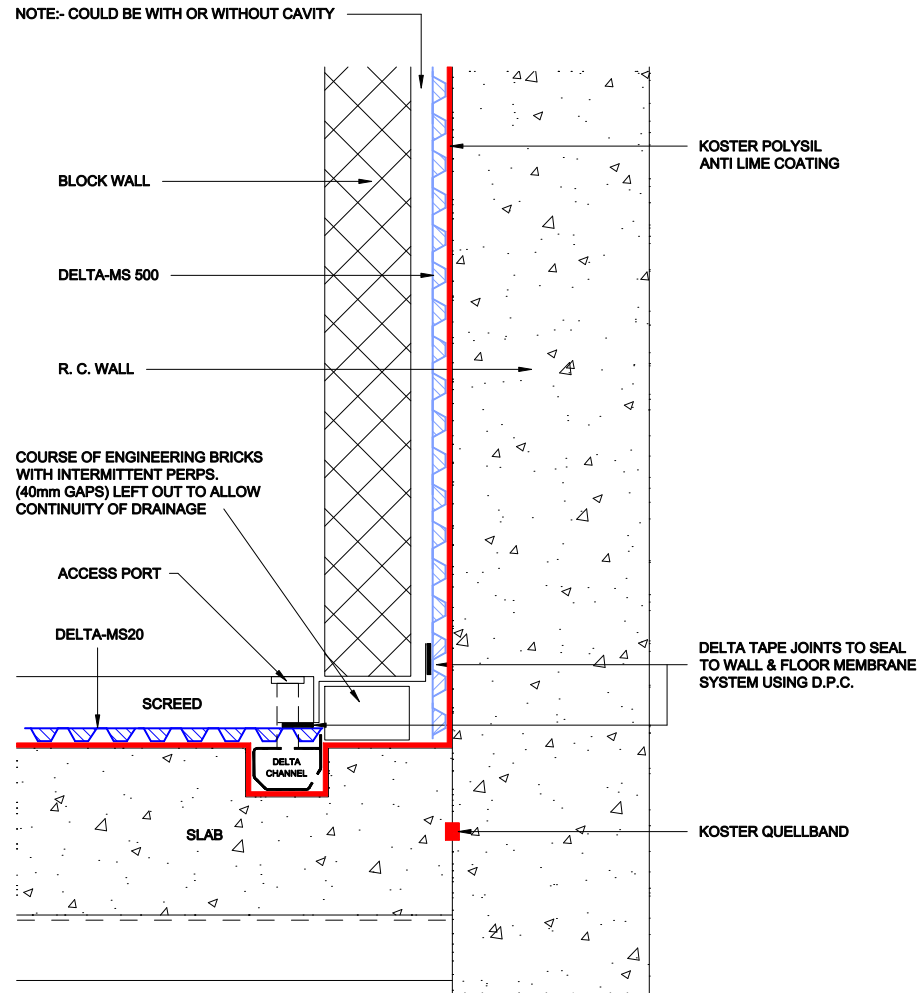 NOTE:- COULD BE WITH OR WITHOUT CAVITY
KOSTER POLYSIL
ANTI LIME COATING
BLOCK WALL
DELTA-MS 500
R. C. WALL
COURSE OF ENGINEERING BRICKS
WITH INTERMITTENT PERPS.
(40mm GAPS) LEFT OUT TO ALLOW
CONTINUITY OF DRAINAGE
ACCESS PORT
DELTA-MS20
DELTA TAPE JOINTS TO SEAL
TO WALL & FLOOR MEMBRANE
SYSTEM USING D.P.C.
SCREED
DELTA
CHANNEL
SLAB
KOSTER QUELLBAND